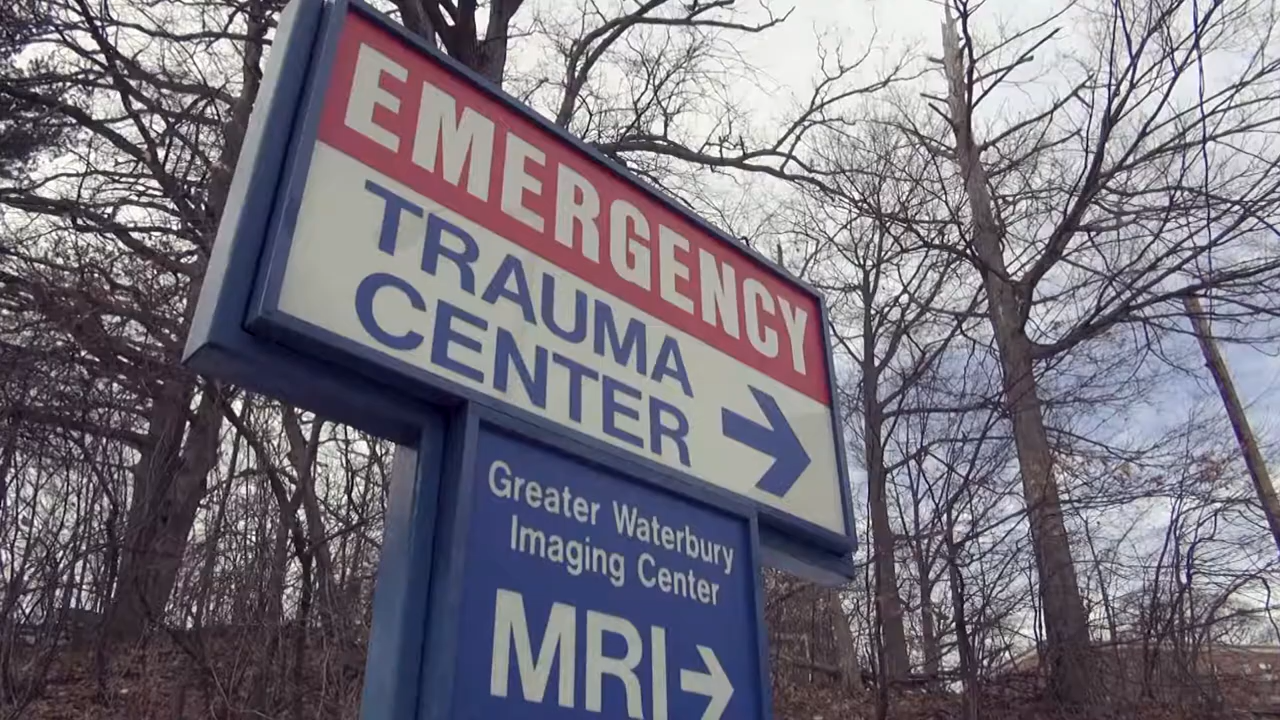 EMERGENCY
TRAUMA
CENTER
Greater Waterbury
Imaging Center
MRI